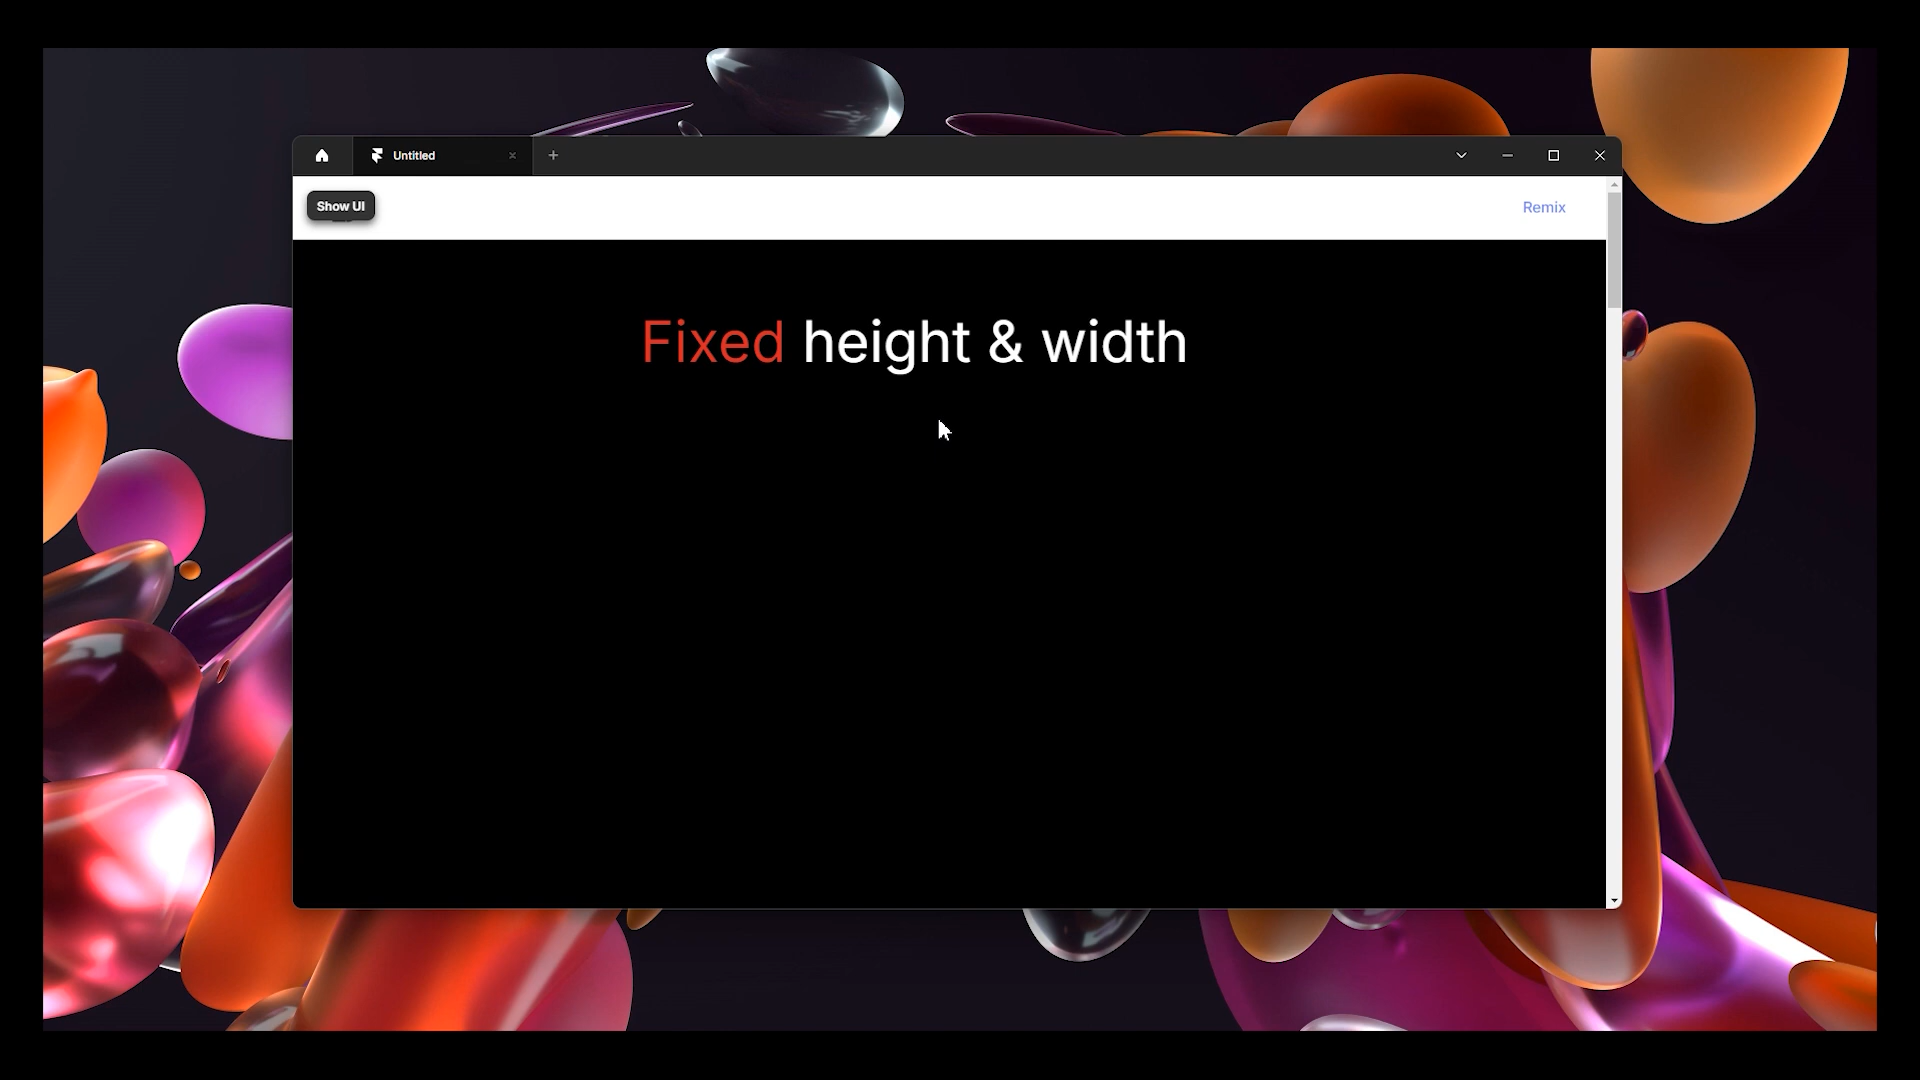 Untitled
Show UI
Remix
Fixed height & width